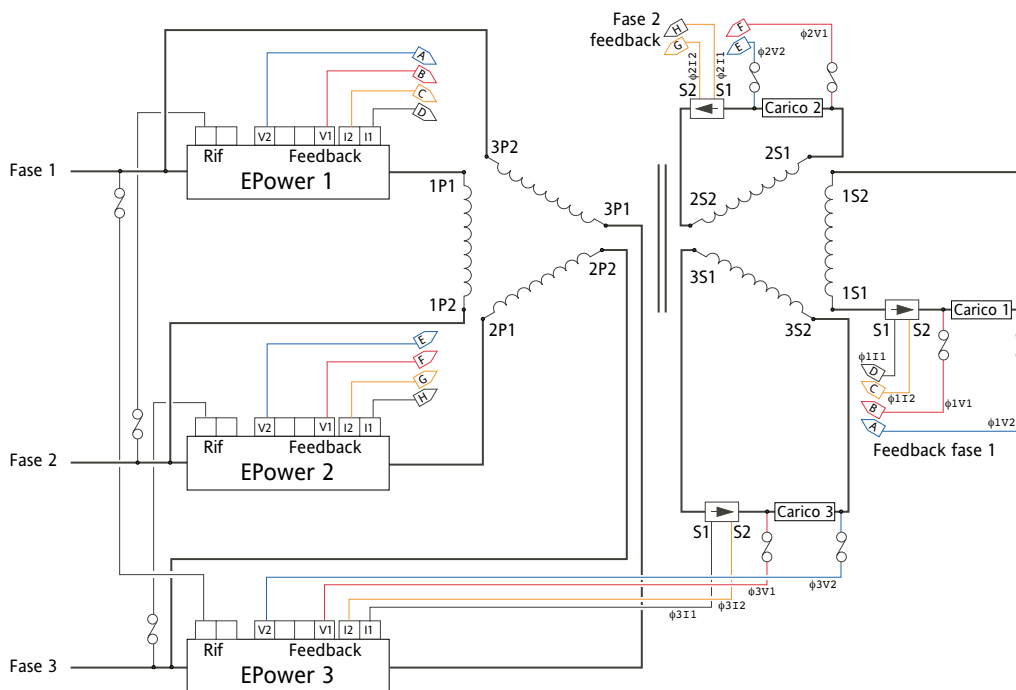 Fase 2
feedback
H
G
φ2I2
φ2I1
F
E
φ2V2
φ2V1
S2 S1
Carico 2
A
B
C
D
V2 V1 I2 I1
Rif Feedback
EPower 1
Fase 1
1P1
3P2
3P1
2P2
1P2
2P1
2S1
2S2
1S2
3S1
1S1
3S2
S1 S2
Carico 1
φ1I1
D
C
φ1I2
B
φ1V1
A
φ1V2
Feedback fase 1
E
F
G
H
V2 V1 I2 I1
Rif Feedback
EPower 2
Fase 2
S1 S2
Carico 3
φ3V2
φ3V1
φ3I2
φ3I1
V2 V1 I2 I1
Rif Feedback
EPower 3
Fase 3